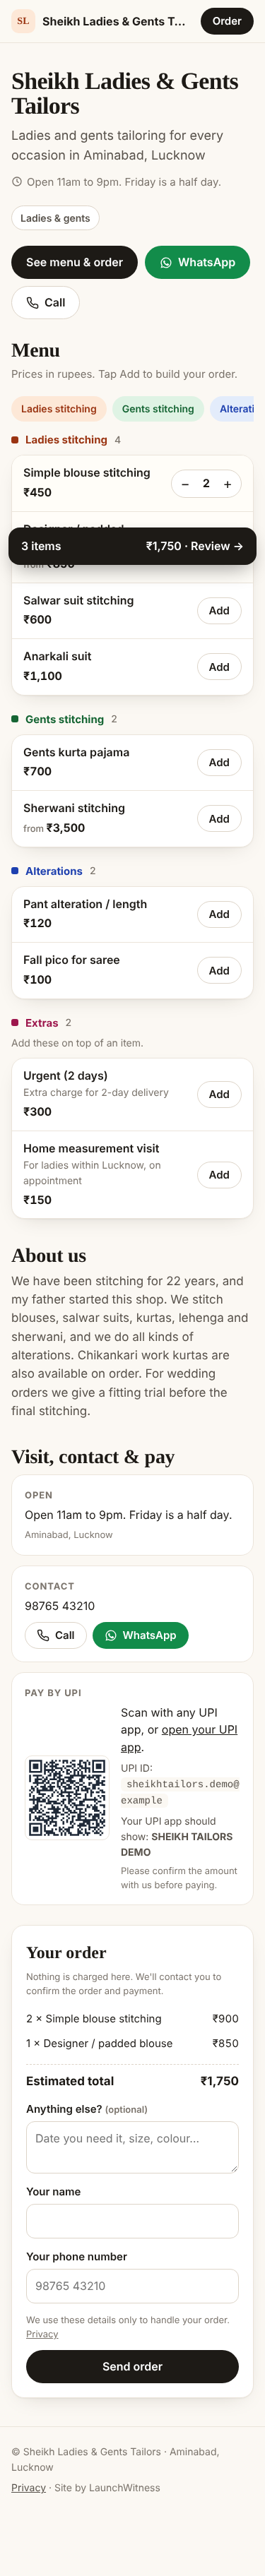 SL
Sheikh Ladies & Gents T...
Order
Sheikh Ladies & Gents
Tailors
Ladies and gents tailoring for every
occasion in Aminabad, Lucknow
Open 11am to 9pm. Friday is a half day.
Ladies & gents
See menu & order
WhatsApp
Call
Menu
Prices in rupees. Tap Add to build your order.
Ladies stitching
Gents stitching
Alterati
Ladies stitching 4
Simple blouse stitching
₹450
− 2 +
3 items
₹1,750 · Review →
Salwar suit stitching
₹600
Add
Anarkali suit
₹1,100
Add
Gents stitching 2
Gents kurta pajama
₹700
Add
Sherwani stitching
from ₹3,500
Add
Alterations 2
Pant alteration / length
₹120
Add
Fall pico for saree
₹100
Add
Extras 2
Add these on top of an item.
Urgent (2 days)
Extra charge for 2-day delivery
₹300
Add
Home measurement visit
For ladies within Lucknow, on
appointment
₹150
Add
About us
We have been stitching for 22 years, and
my father started this shop. We stitch
blouses, salwar suits, kurtas, lehenga and
sherwani, and we do all kinds of
alterations. Chikankari work kurtas are
also available on order. For wedding
orders we give a fitting trial before the
final stitching.
Visit, contact & pay
OPEN
Open 11am to 9pm. Friday is a half day.
Aminabad, Lucknow
CONTACT
98765 43210
Call
WhatsApp
PAY BY UPI
Scan with any UPI
app, or open your UPI
app.
UPI ID:
sheikhtailors.demo@
example
Your UPI app should
show: SHEIKH TAILORS
DEMO
Please confirm the amount
with us before paying.
Your order
Nothing is charged here. We'll contact you to
confirm the order and payment.
2 × Simple blouse stitching ₹900
1 × Designer / padded blouse ₹850
Estimated total ₹1,750
Anything else? (optional)
Date you need it, size, colour...
Your name
Your phone number
98765 43210
We use these details only to handle your order.
Privacy
Send order
© Sheikh Ladies & Gents Tailors · Aminabad,
Lucknow
Privacy · Site by LaunchWitness